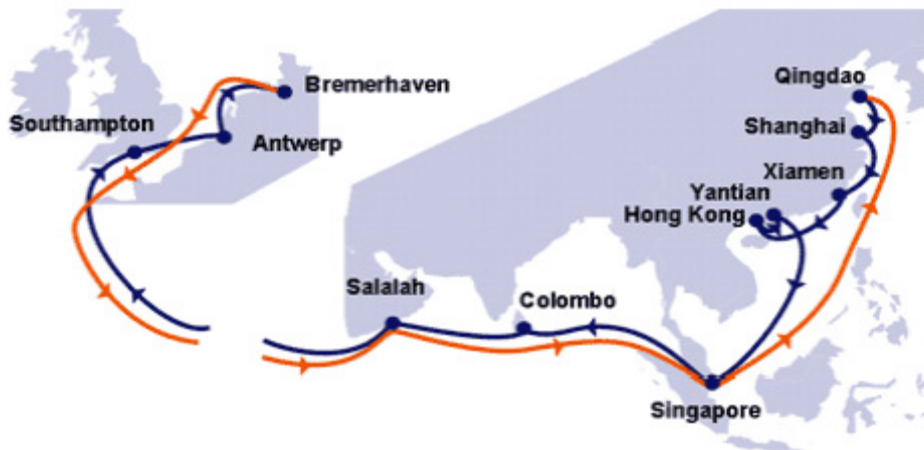 Qingdao
Bremerhaven
Southampton
Shanghai
Antwerp
Xiamen
Yantian
Hong Kong
Salalah
Colombo
Singapore